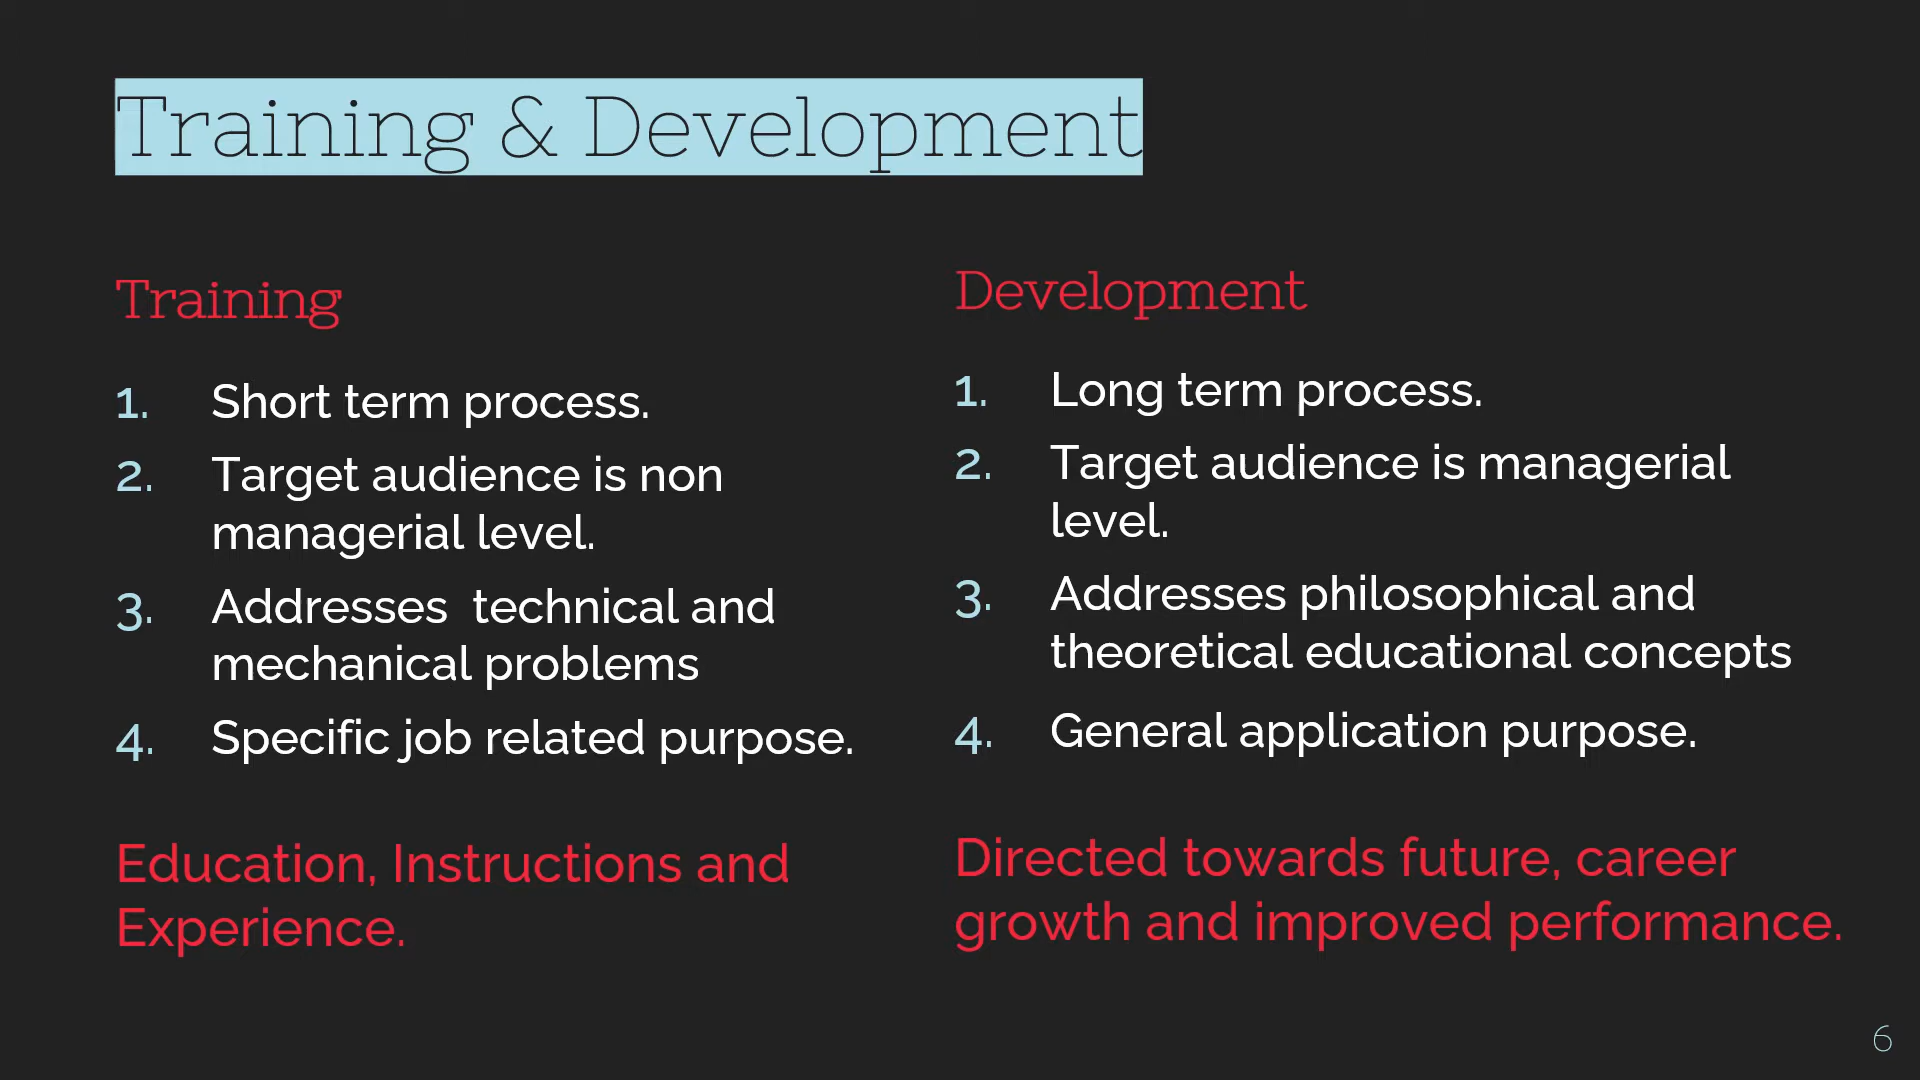 Training & Development
Training
1. Short term process.
2. Target audience is non
managerial level.
3. Addresses  technical and
mechanical problems
4. Specific job related purpose.
Education, Instructions and
Experience.
Development
1. Long term process.
2. Target audience is managerial
level.
3. Addresses philosophical and
theoretical educational concepts
4. General application purpose.
Directed towards future, career
growth and improved performance.
6